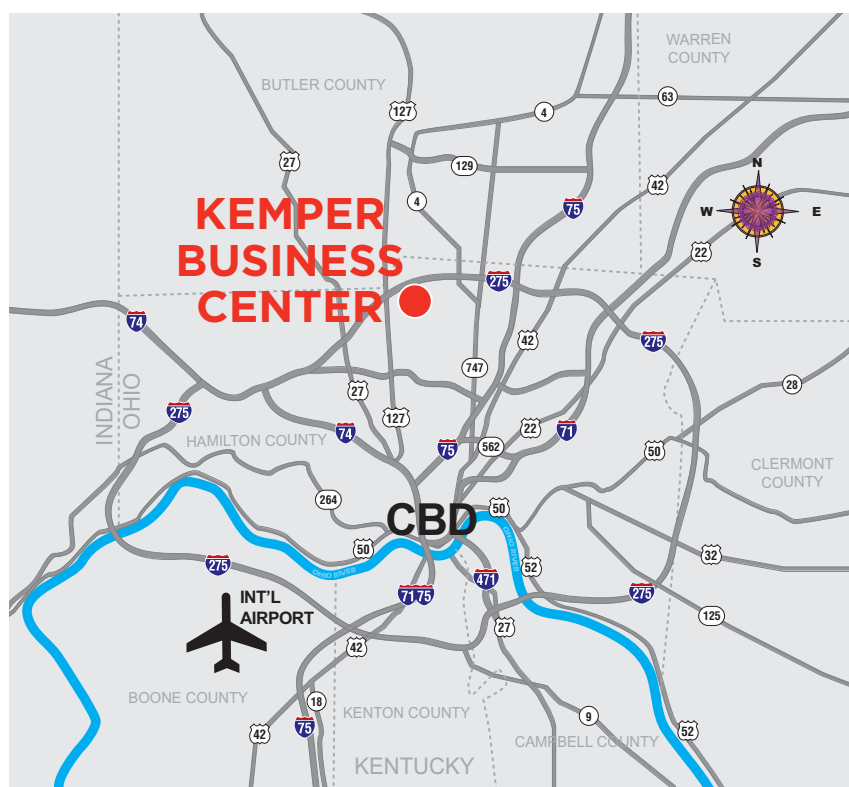 WARREN
COUNTY
BUTLER COUNTY
63
127
4
27
129
42
N
4
75
W
E
KEMPER
BUSINESS
CENTER
22
S
275
74
42
275
747
INDIANA
OHIO
28
27
275
127
22
71
HAMILTON COUNTY
74
75
562
50
CLERMONT
COUNTY
264
50
CBD
50
32
OHIO RIVER
OHIO RIVER
52
275
471
275
71
75
INT'L
AIRPORT
125
27
42
BOONE COUNTY
18
KENTON COUNTY
9
75
42
52
CAMPBELL COUNTY
KENTUCKY